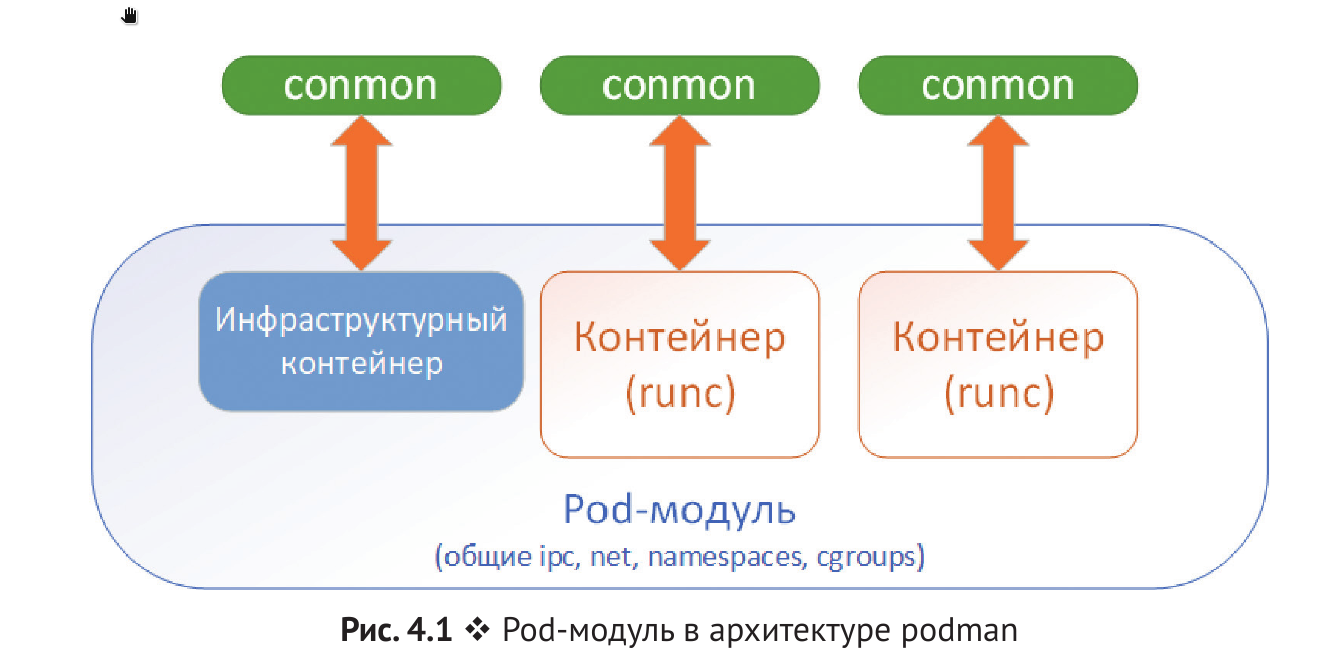 conmon conmon conmon
Инфраструктурный
контейнер
Контейнер
(runc)
Контейнер
(runc)
Pod-модуль
(общие ipc, net, namespaces, cgroups)
Рис. 4.1 ❖ Pod-модуль в архитектуре podman